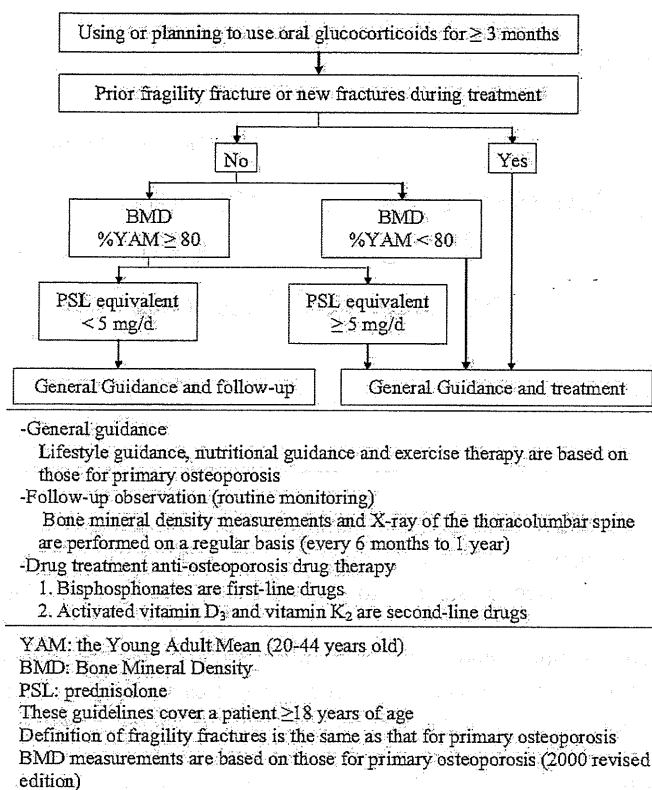 Using or planning to use oral glucocorticoids for ≥ 3 months
Prior fragility fracture or new fractures during treatment
No
Yes
BMD
%YAM ≥ 80
BMD
%YAM < 80
PSL equivalent
< 5 mg/d
PSL equivalent
≥ 5 mg/d
General Guidance and follow-up
General Guidance and treatment
-General guidance
Lifestyle guidance, nutritional guidance and exercise therapy are based on
those for primary osteoporosis
-Follow-up observation (routine monitoring)
Bone mineral density measurements and X-ray of the thoracolumbar spine
are performed on a regular basis (every 6 months to 1 year)
-Drug treatment anti-osteoporosis drug therapy
1. Bisphosphonates are first-line drugs
2. Activated vitamin D₃ and vitamin K₂ are second-line drugs
YAM: the Young Adult Mean (20-44 years old)
BMD: Bone Mineral Density
PSL: prednisolone
These guidelines cover a patient ≥18 years of age
Definition of fragility fractures is the same as that for primary osteoporosis
BMD measurements are based on those for primary osteoporosis (2000 revised
edition)